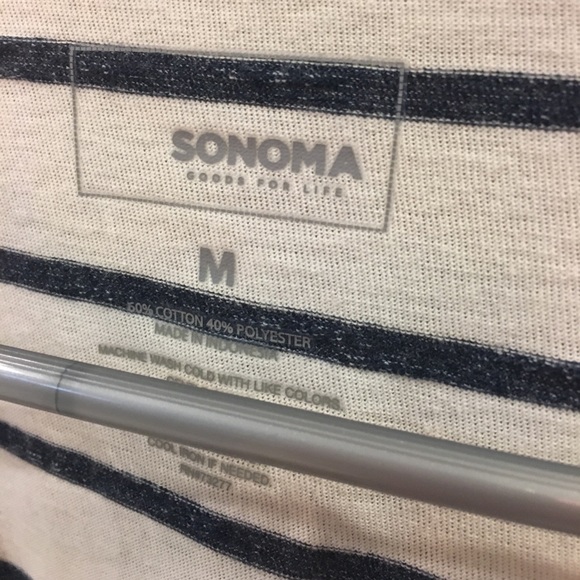 SONOMA
GOODS FOR LIFE
M
60% COTTON 40% POLYESTER
MADE IN INDONESIA
MACHINE WASH COLD WITH LIKE COLORS.
COOL IRON IF NEEDED.